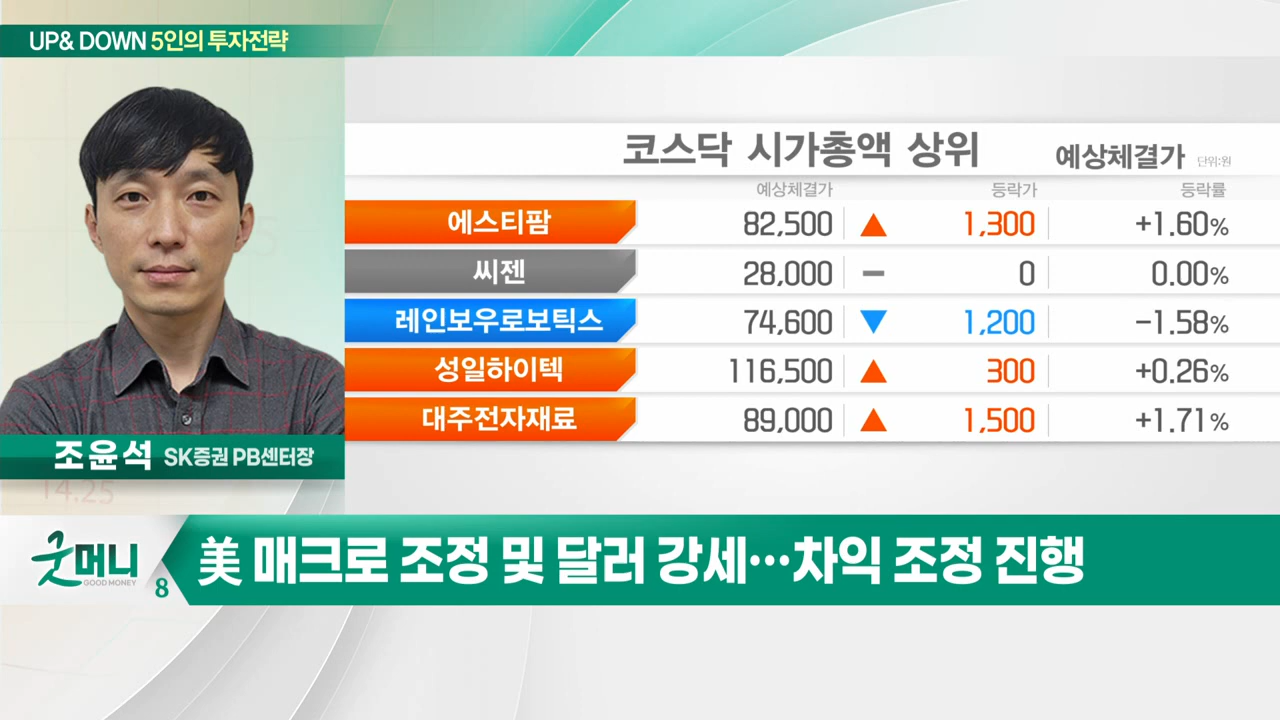 UP& DOWN 5인의 투자전략
코스닥 시가총액 상위 예상체결가 단위:원
예상체결가 등락가 등락률
에스티팜 82,500 ▲ 1,300 +1.60%
씨젠 28,000 − 0 0.00%
레인보우로보틱스 74,600 ▼ 1,200 -1.58%
성일하이텍 116,500 ▲ 300 +0.26%
대주전자재료 89,000 ▲ 1,500 +1.71%
조윤석 SK증권 PB센터장
14.25
굿머니
GOOD MONEY
8
美 매크로 조정 및 달러 강세…차익 조정 진행